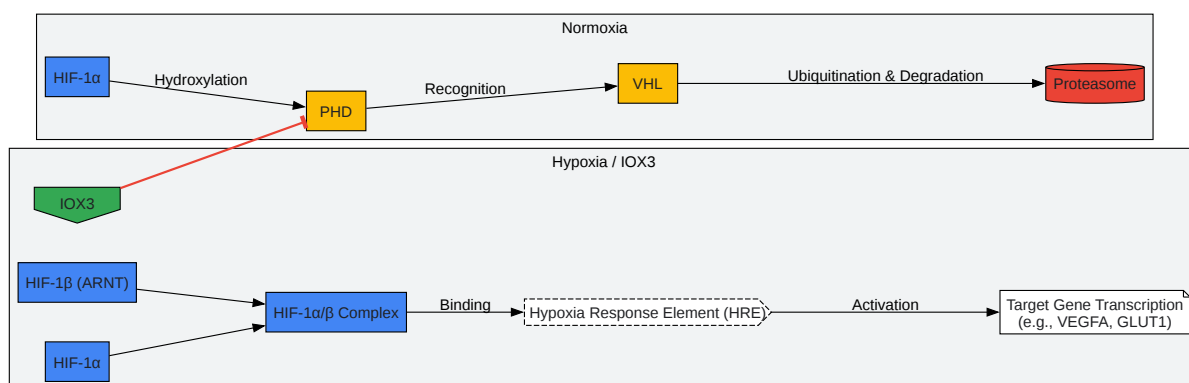 Normoxia
HIF-1α
Hydroxylation
PHD
Recognition
VHL
Ubiquitination & Degradation
Proteasome
Hypoxia / IOX3
IOX3
HIF-1β (ARNT)
HIF-1α
HIF-1α/β Complex
Binding
Hypoxia Response Element (HRE)
Activation
Target Gene Transcription
(e.g., VEGFA, GLUT1)